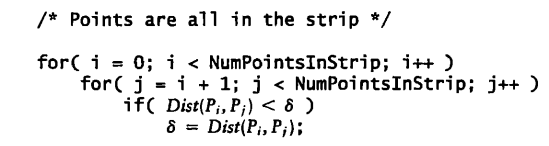 /* Points are all in the strip */
for( i = 0; i < NumPointsInStrip; i++ )
for( j = i + 1; j < NumPointsInStrip; j++ )
if( Dist(Pᵢ, Pⱼ) < δ )
δ = Dist(Pᵢ, Pⱼ);